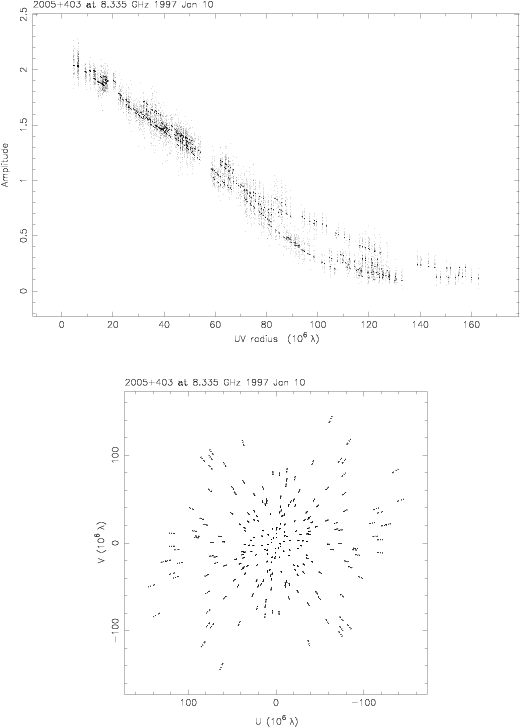 2005+403 at 8.335 GHz 1997 Jan 10
2.5
2
1.5
1
0.5
0
Amplitude
0 20 40 60 80 100 120 140 160
UV radius (10⁶ λ)
2005+403 at 8.335 GHz 1997 Jan 10
100
0
−100
V (10⁶ λ)
100 0 −100
U (10⁶ λ)